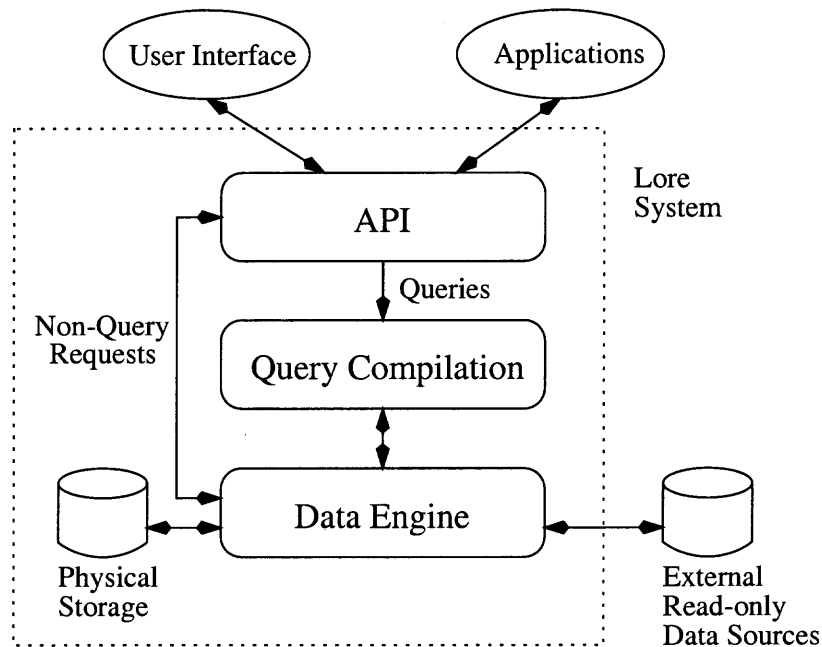 User Interface
Applications
Lore
System
API
Queries
Non-Query
Requests
Query Compilation
Data Engine
Physical
Storage
External
Read-only
Data Sources